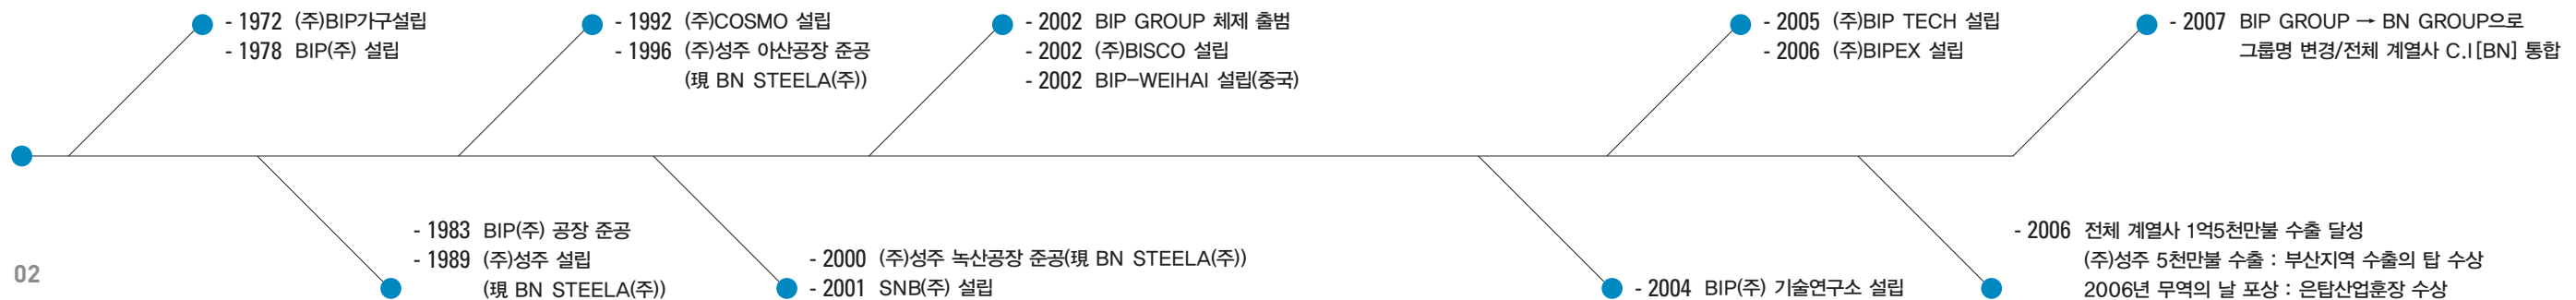 - 1972 (주)BIP가구설립
- 1978 BIP(주) 설립
- 1983 BIP(주) 공장 준공
- 1989 (주)성주 설립
(現 BN STEELA(주))
- 1992 (주)COSMO 설립
- 1996 (주)성주 아산공장 준공
(現 BN STEELA(주))
- 2000 (주)성주 녹산공장 준공(現 BN STEELA(주))
- 2001 SNB(주) 설립
- 2002 BIP GROUP 체제 출범
- 2002 (주)BISCO 설립
- 2002 BIP-WEIHAI 설립(중국)
- 2004 BIP(주) 기술연구소 설립
- 2005 (주)BIP TECH 설립
- 2006 (주)BIPEX 설립
- 2006 전체 계열사 1억5천만불 수출 달성
(주)성주 5천만불 수출 : 부산지역 수출의 탑 수상
2006년 무역의 날 포상 : 은탑산업훈장 수상
- 2007 BIP GROUP → BN GROUP으로
그룹명 변경/전체 계열사 C.I[BN] 통합
02